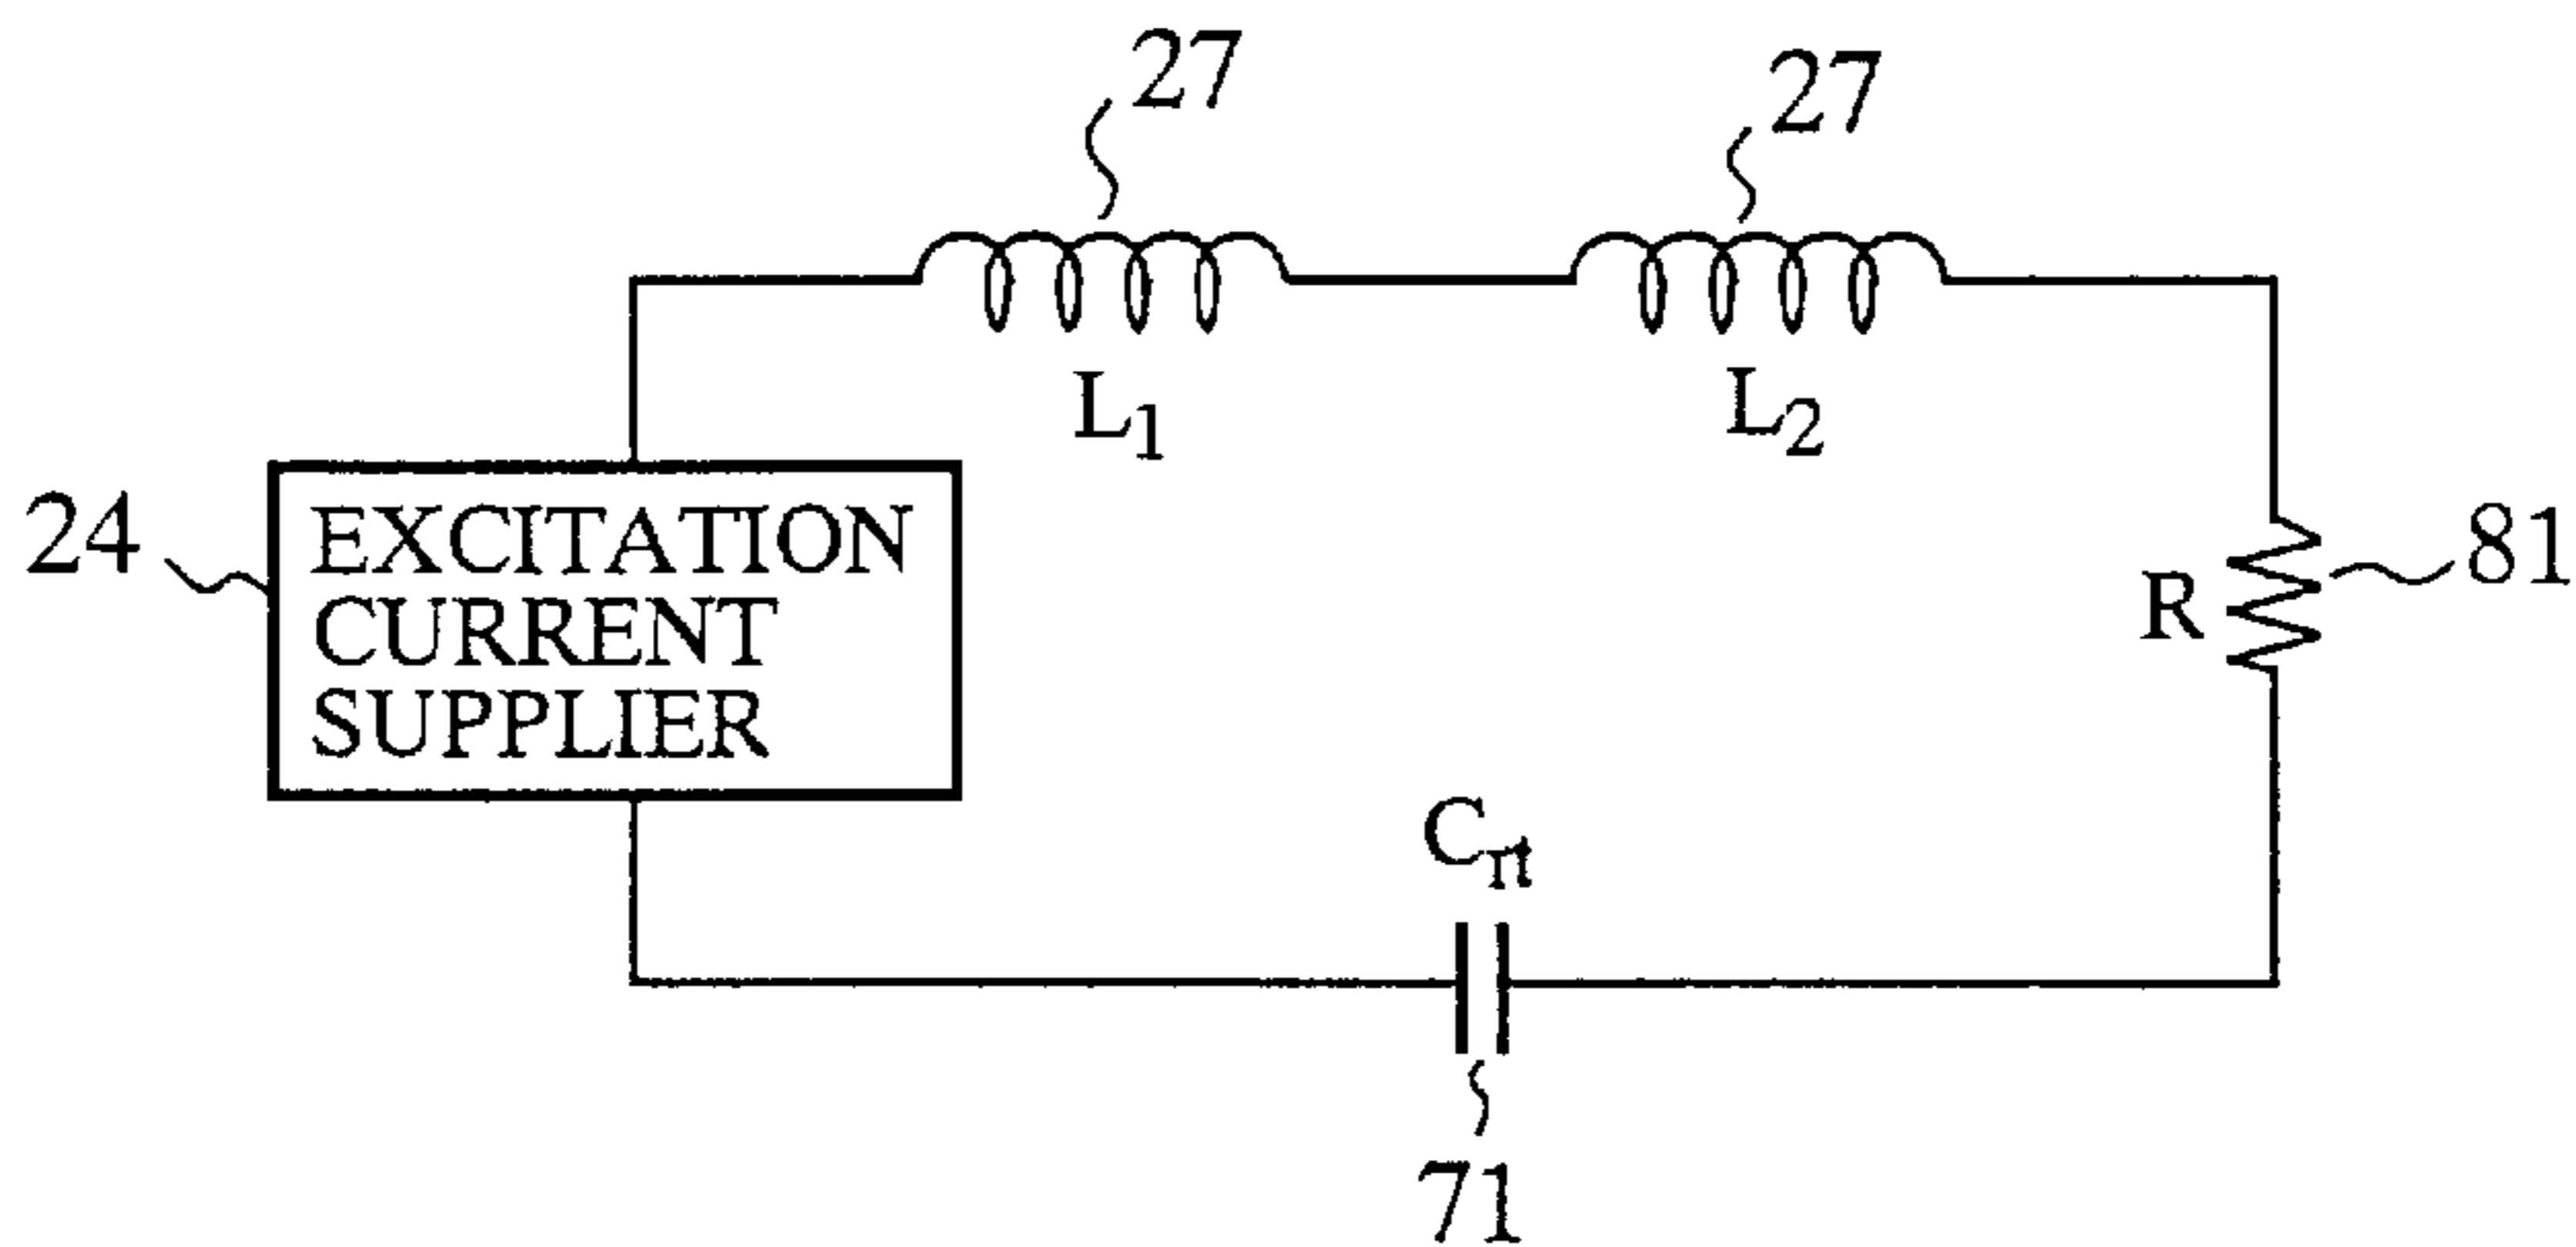 27
27
L1
L2
24
EXCITATION
CURRENT
SUPPLIER
R
81
Crt
71